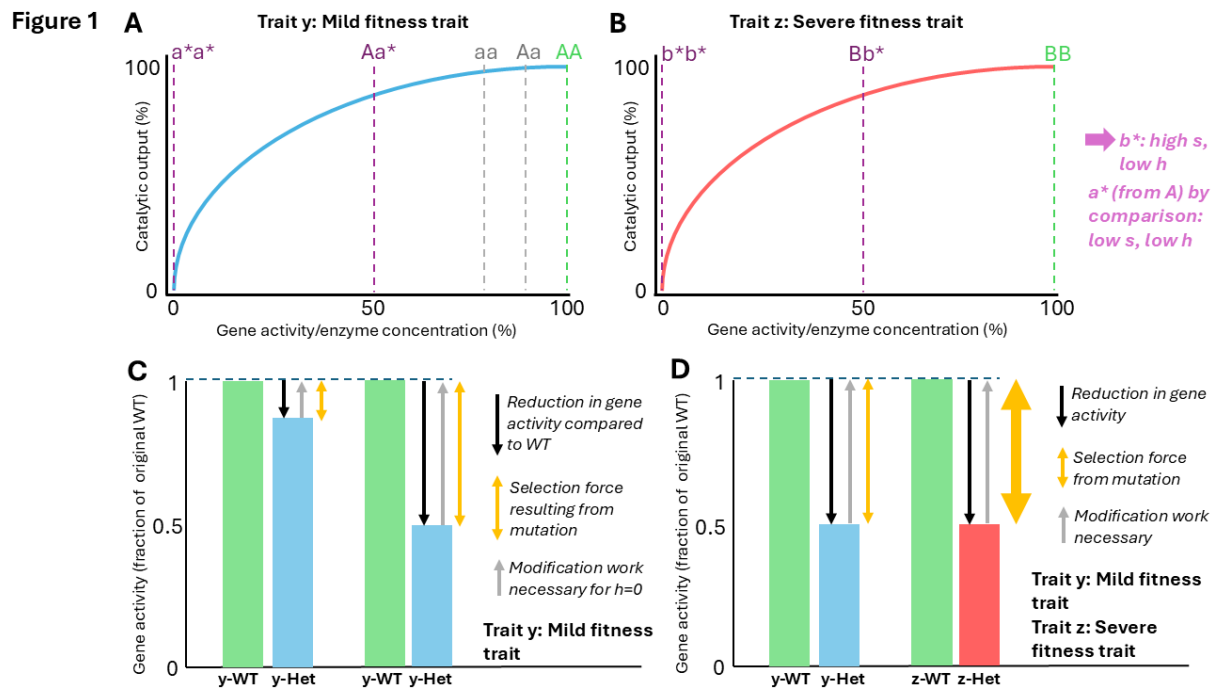 Figure 1
A
Trait y: Mild fitness trait
a*a*
Aa*
aa
Aa
AA
100
0
Catalytic output (%)
0
50
100
Gene activity/enzyme concentration (%)
B
Trait z: Severe fitness trait
b*b*
Bb*
BB
100
0
Catalytic output (%)
0
50
100
Gene activity/enzyme concentration (%)
b*: high s,
low h
a* (from A) by
comparison:
low s, low h
C
1
0.5
0
Gene activity (fraction of original WT)
y-WT
y-Het
y-WT
y-Het
Reduction in gene
activity compared
to WT
Selection force
resulting from
mutation
Modification work
necessary for h=0
Trait y: Mild fitness
trait
D
1
0.5
0
Gene activity (fraction of original WT)
y-WT
y-Het
z-WT
z-Het
Reduction in gene
activity
Selection force
from mutation
Modification work
necessary
Trait y: Mild fitness
trait
Trait z: Severe
fitness trait